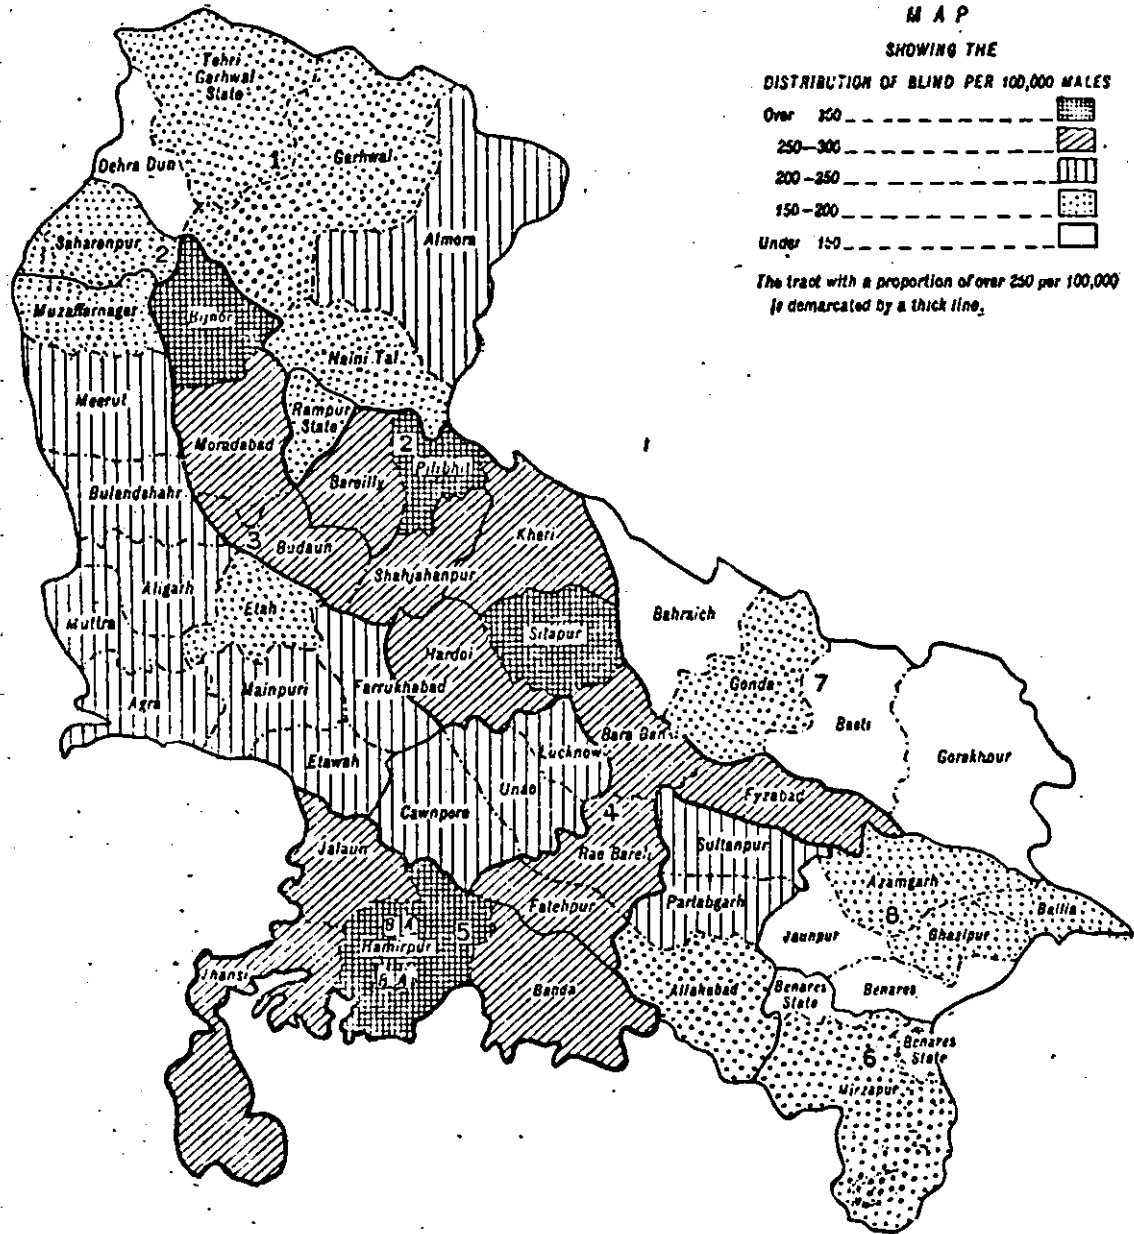 MAP
SHOWING THE
DISTRIBUTION OF BLIND PER 100,000 MALES
Over 300
250–300
200–250
150–200
Under 150
The tract with a proportion of over 250 per 100,000
is demarcated by a thick line.
Tehri
Garhwal
State
Dehra Dun
1
Garhwal
Almora
Saharanpur
2
Muzaffarnagar
Bijnor
Naini Tal
Meerut
Rampur
State
Moradabad
2
Pilibhit
Bareilly
Bulandshahr
3
Budaun
Kheri
Shahjahanpur
Aligarh
Etah
Muttra
Bahraich
Sitapur
Hardoi
Gonda
7
Mainpuri
Farrukhabad
Agra
Basti
Bara Banki
Lucknow
Gorakhpur
Etawah
Unao
Fyzabad
Cawnpore
4
Jalaun
Rae Bareli
Sultanpur
Azamgarh
Partabgarh
Fatehpur
8
Ballia
Ghazipur
8 A
5
Hamirpur
Jaunpur
Jhansi
6 A
Banda
Allahabad
Benares
State
Benares
Benares
State
6
Mirzapur